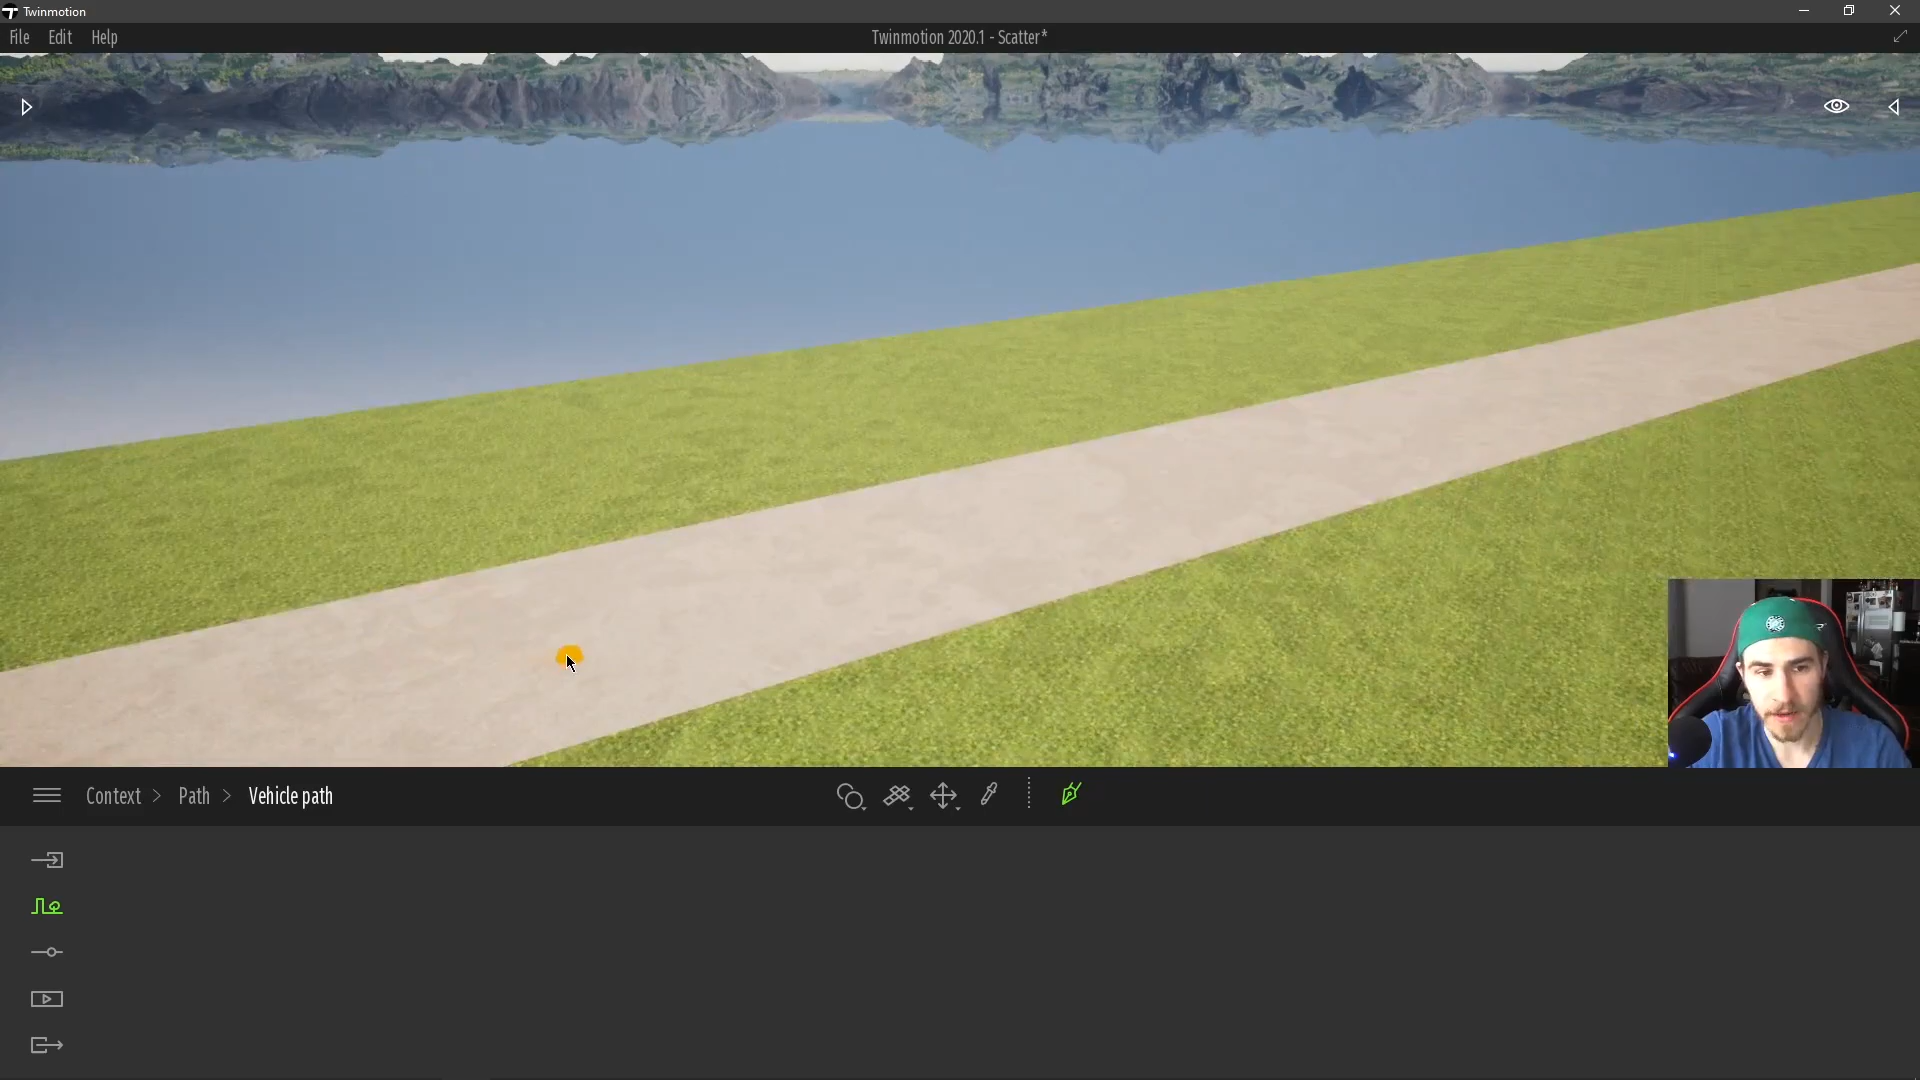 Twinmotion
File Edit Help
Twinmotion 2020.1 - Scatter*
Context > Path > Vehicle path